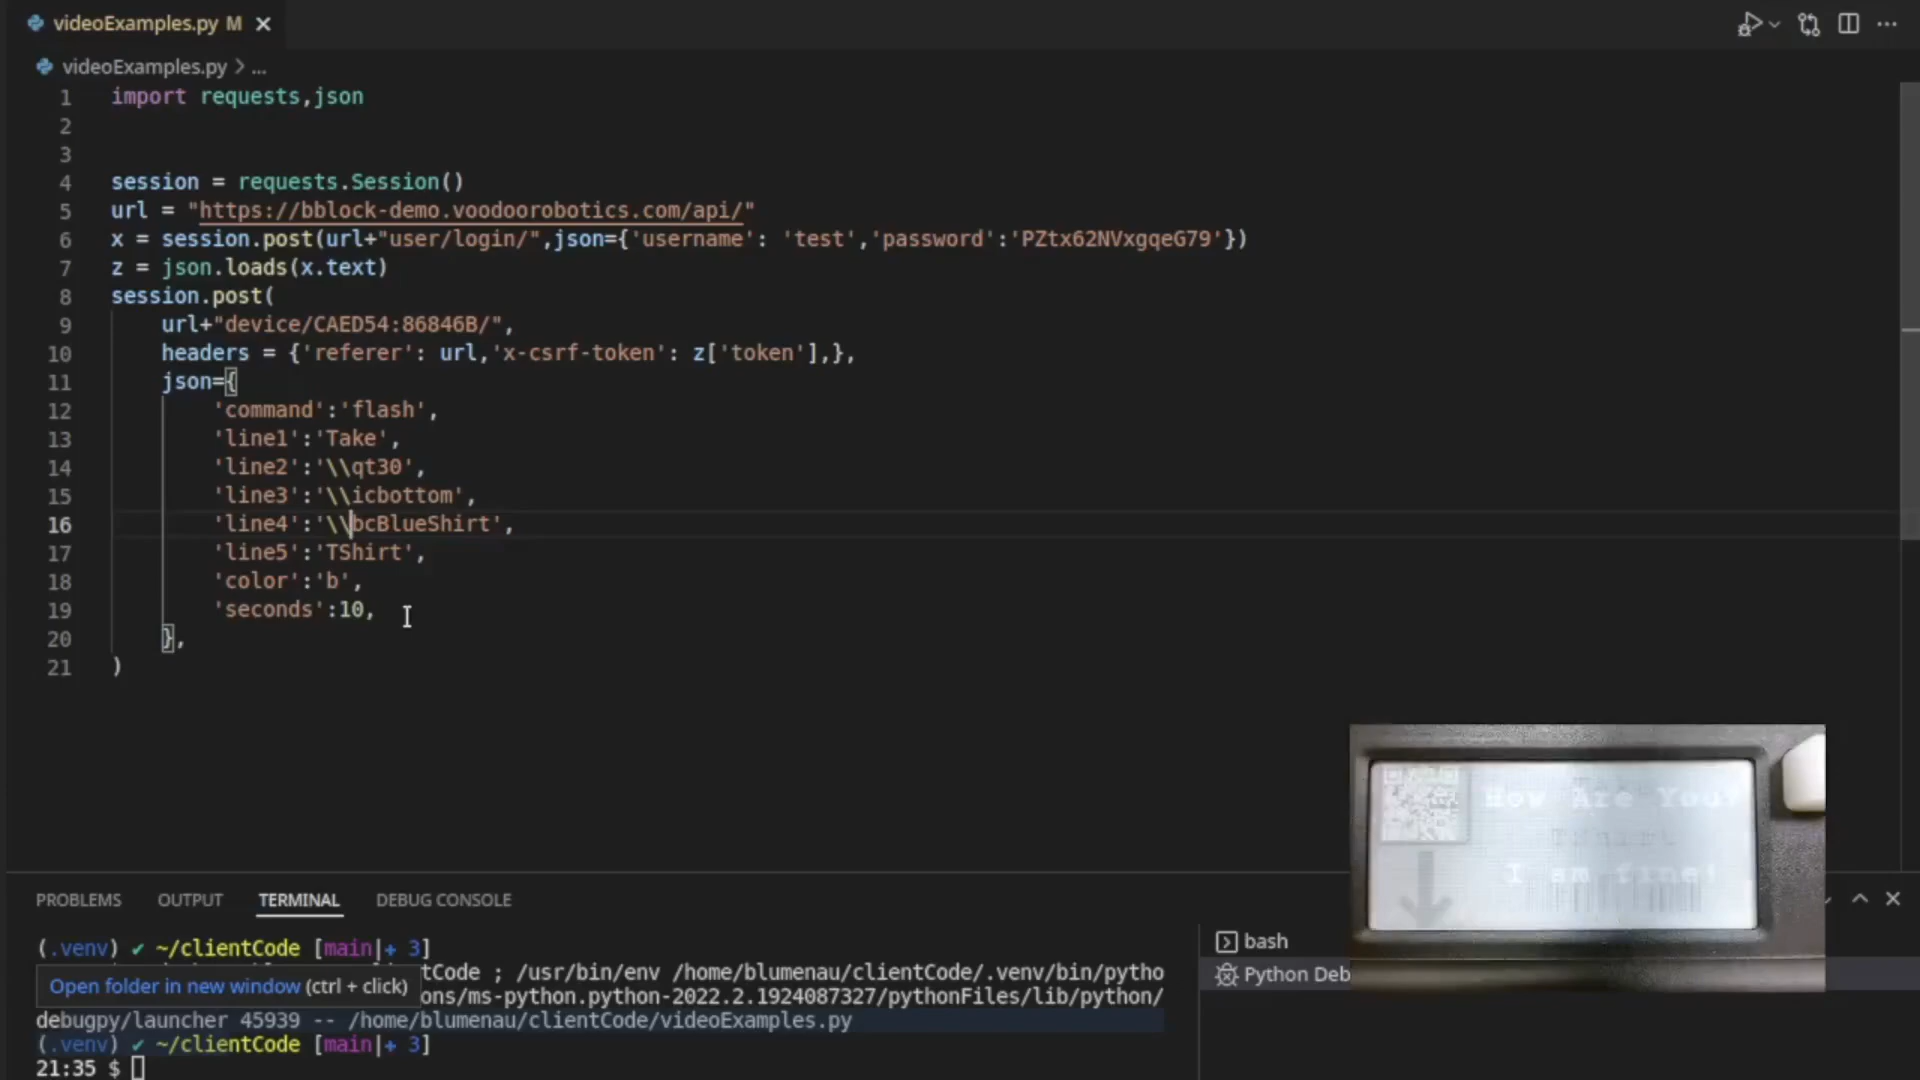 videoExamples.py M
videoExamples.py > ...
1 import requests,json
2
3
4 session = requests.Session()
5 url = "https://bblock-demo.voodoorobotics.com/api/"
6 x = session.post(url+"user/login/",json={'username': 'test','password':'PZtx62NVxgqeG79'})
7 z = json.loads(x.text)
8 session.post(
9 url+"device/CAED54:86846B/",
10 headers = {'referer': url,'x-csrf-token': z['token'],},
11 json={
12 'command':'flash',
13 'line1':'Take',
14 'line2':'\\qt30',
15 'line3':'\\icbottom',
16 'line4':'\\bcBlueShirt',
17 'line5':'TShirt',
18 'color':'b',
19 'seconds':10,
20 },
21 )
How Are You?
TShirt
I am fine!
PROBLEMS OUTPUT TERMINAL DEBUG CONSOLE
(.venv) ✔ ~/clientCode [main|+ 3]
tCode ; /usr/bin/env /home/blumenau/clientCode/.venv/bin/pytho
Open folder in new window (ctrl + click)
ons/ms-python.python-2022.2.1924087327/pythonFiles/lib/python/
debugpy/launcher 45939 -- /home/blumenau/clientCode/videoExamples.py
(.venv) ✔ ~/clientCode [main|+ 3]
21:35 $
bash
Python Deb